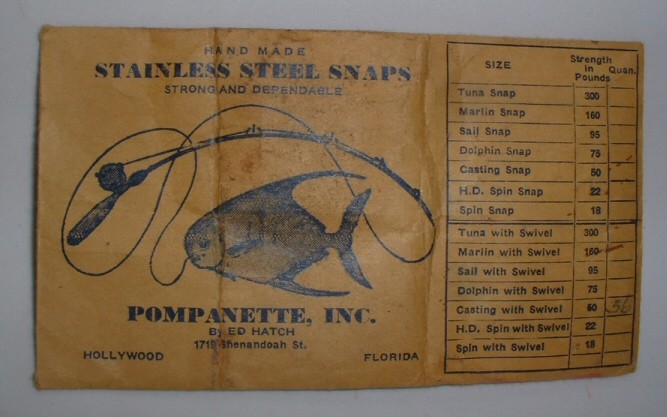 HAND MADE
STAINLESS STEEL SNAPS
STRONG AND DEPENDABLE
POMPANETTE, INC.
By ED HATCH
1719 Shenandoah St.
HOLLYWOOD FLORIDA
SIZE Strength in Pounds Quan.
Tuna Snap 300
Marlin Snap 160
Sail Snap 95
Dolphin Snap 75
Casting Snap 50
H.D. Spin Snap 22
Spin Snap 18
Tuna with Swivel 300
Marlin with Swivel 160
Sail with Swivel 95
Dolphin with Swivel 75
Casting with Swivel 50 36
H.D. Spin with Swivel 22
Spin with Swivel 18